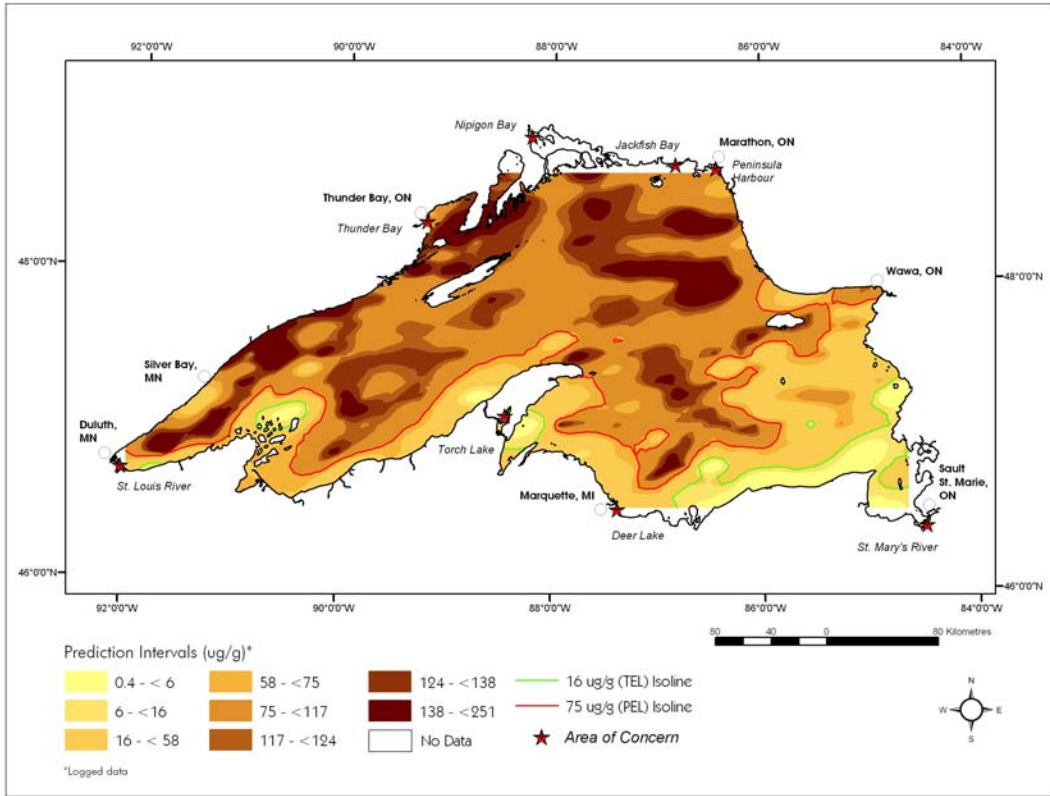 92°0'0"W
90°0'0"W
88°0'0"W
86°0'0"W
84°0'0"W
Nipigon Bay
Jackfish Bay
Marathon, ON
Peninsula
Harbour
Thunder Bay, ON
Thunder Bay
48°0'0"N
48°0'0"N
Wawa, ON
Silver Bay,
MN
Duluth,
MN
St. Louis River
Torch Lake
Marquette, MI
Deer Lake
Sault
St. Marie,
ON
St. Mary's River
46°0'0"N
46°0'0"N
92°0'0"W
90°0'0"W
88°0'0"W
86°0'0"W
84°0'0"W
80 40 0 80 Kilometres
Prediction Intervals (ug/g)*
0.4 - < 6
6 - <16
16 - < 58
58 - <75
75 - <117
117 - <124
124 - <138
138 - <251
No Data
16 ug/g (TEL) Isoline
75 ug/g (PEL) Isoline
Area of Concern
*Logged data
N
W E
S